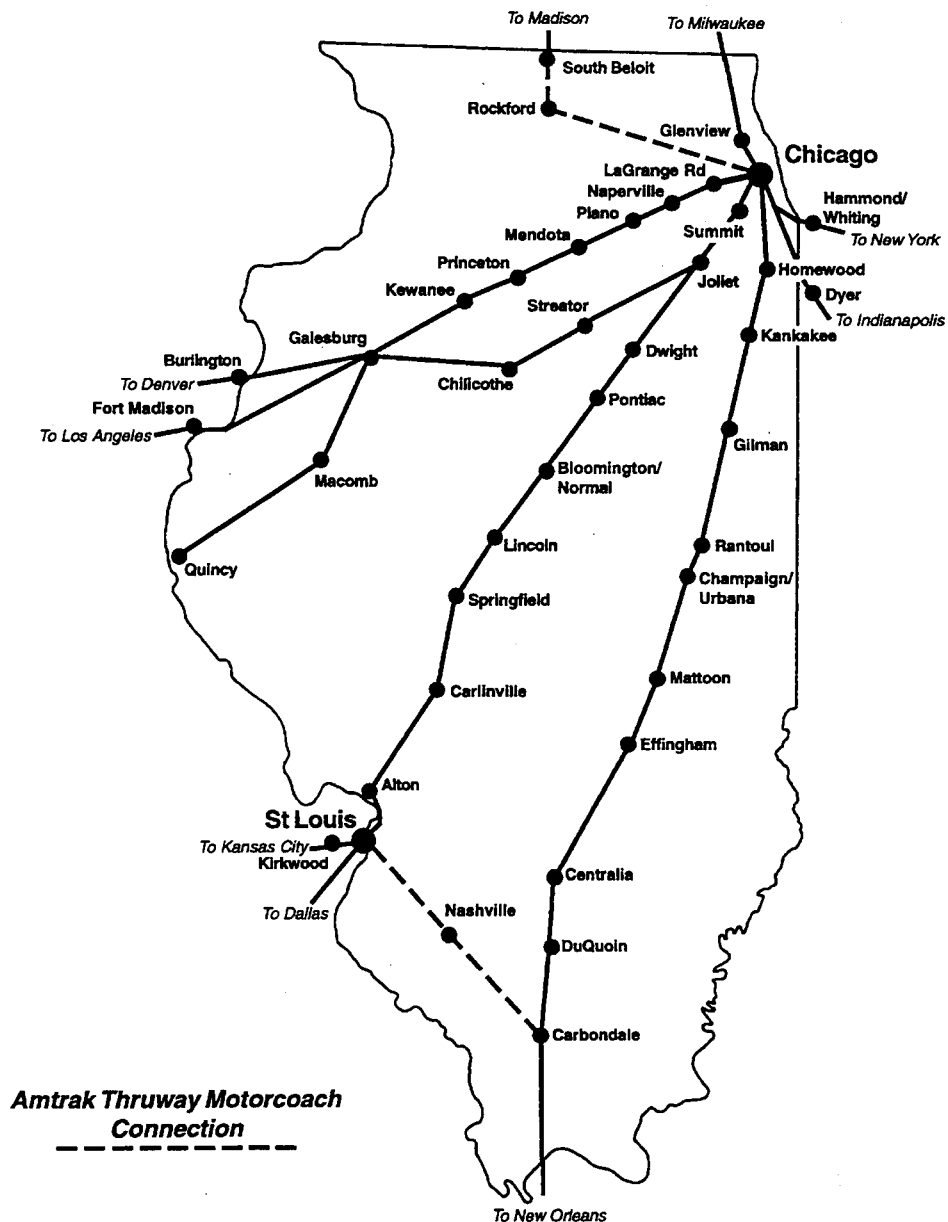 To Madison
To Milwaukee
South Beloit
Rockford
Glenview
Chicago
LaGrange Rd
Naperville
Plano
Hammond/
Whiting
Summit
To New York
Mendota
Princeton
Joliet
Homewood
Kewanee
Dyer
Streator
To Indianapolis
Galesburg
Kankakee
Burlington
Dwight
To Denver
Chilicothe
Pontiac
Fort Madison
To Los Angeles
Gilman
Macomb
Bloomington/
Normal
Lincoln
Rantoul
Quincy
Champaign/
Urbana
Springfield
Mattoon
Carlinville
Effingham
Alton
St Louis
To Kansas City
Kirkwood
Centralia
To Dallas
Nashville
DuQuoin
Carbondale
Amtrak Thruway Motorcoach
Connection
To New Orleans